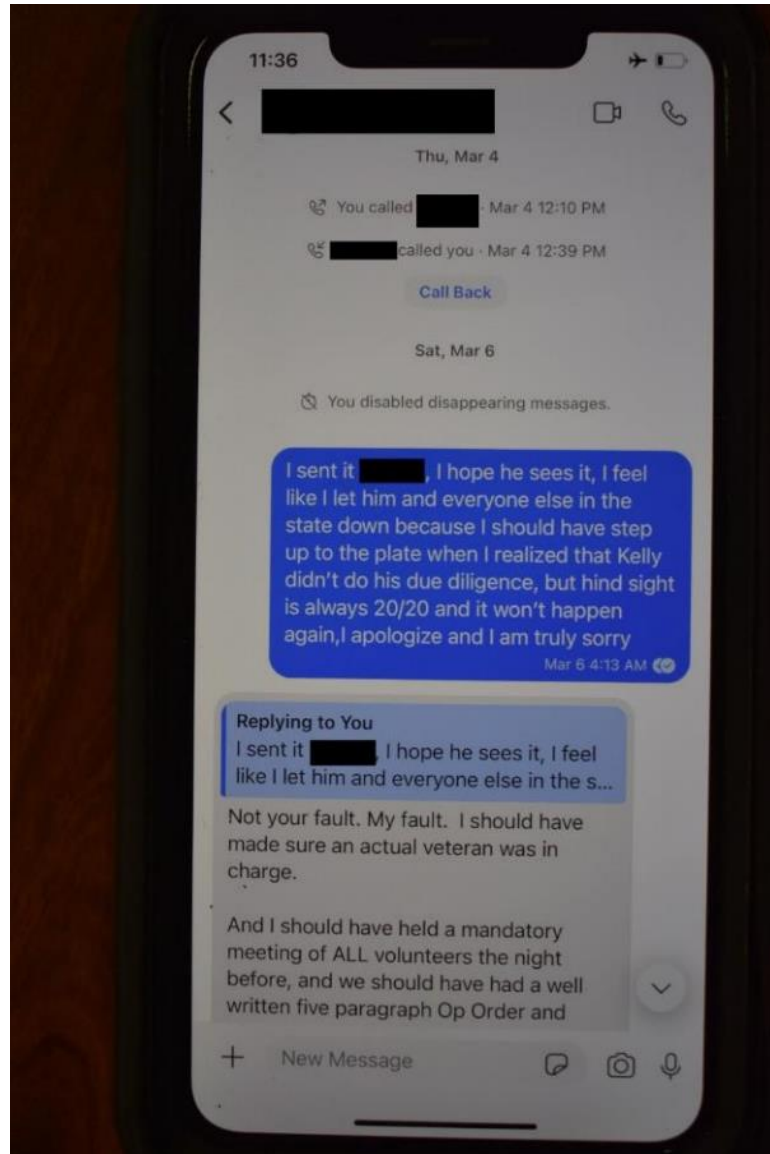 11:36
Thu, Mar 4
You called · Mar 4 12:10 PM
called you · Mar 4 12:39 PM
Call Back
Sat, Mar 6
You disabled disappearing messages.
I sent it , I hope he sees it, I feel
like I let him and everyone else in the
state down because I should have step
up to the plate when I realized that Kelly
didn't do his due diligence, but hind sight
is always 20/20 and it won't happen
again,I apologize and I am truly sorry
Mar 6 4:13 AM
Replying to You
I sent it , I hope he sees it, I feel
like I let him and everyone else in the s...
Not your fault. My fault. I should have
made sure an actual veteran was in
charge.
And I should have held a mandatory
meeting of ALL volunteers the night
before, and we should have had a well
written five paragraph Op Order and
New Message